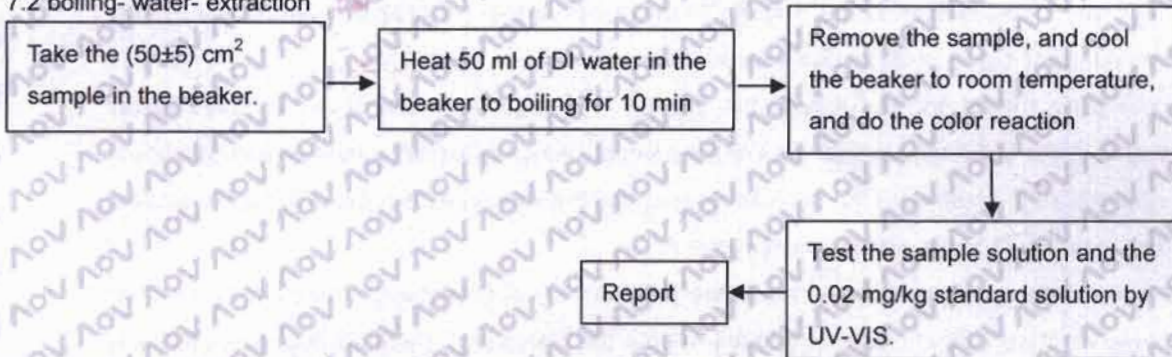 7.2 boiling- water- extraction
Take the (50±5) cm²
sample in the beaker.
Heat 50 ml of DI water in the
beaker to boiling for 10 min
Remove the sample, and cool
the beaker to room temperature,
and do the color reaction
Test the sample solution and the
0.02 mg/kg standard solution by
UV-VIS.
Report